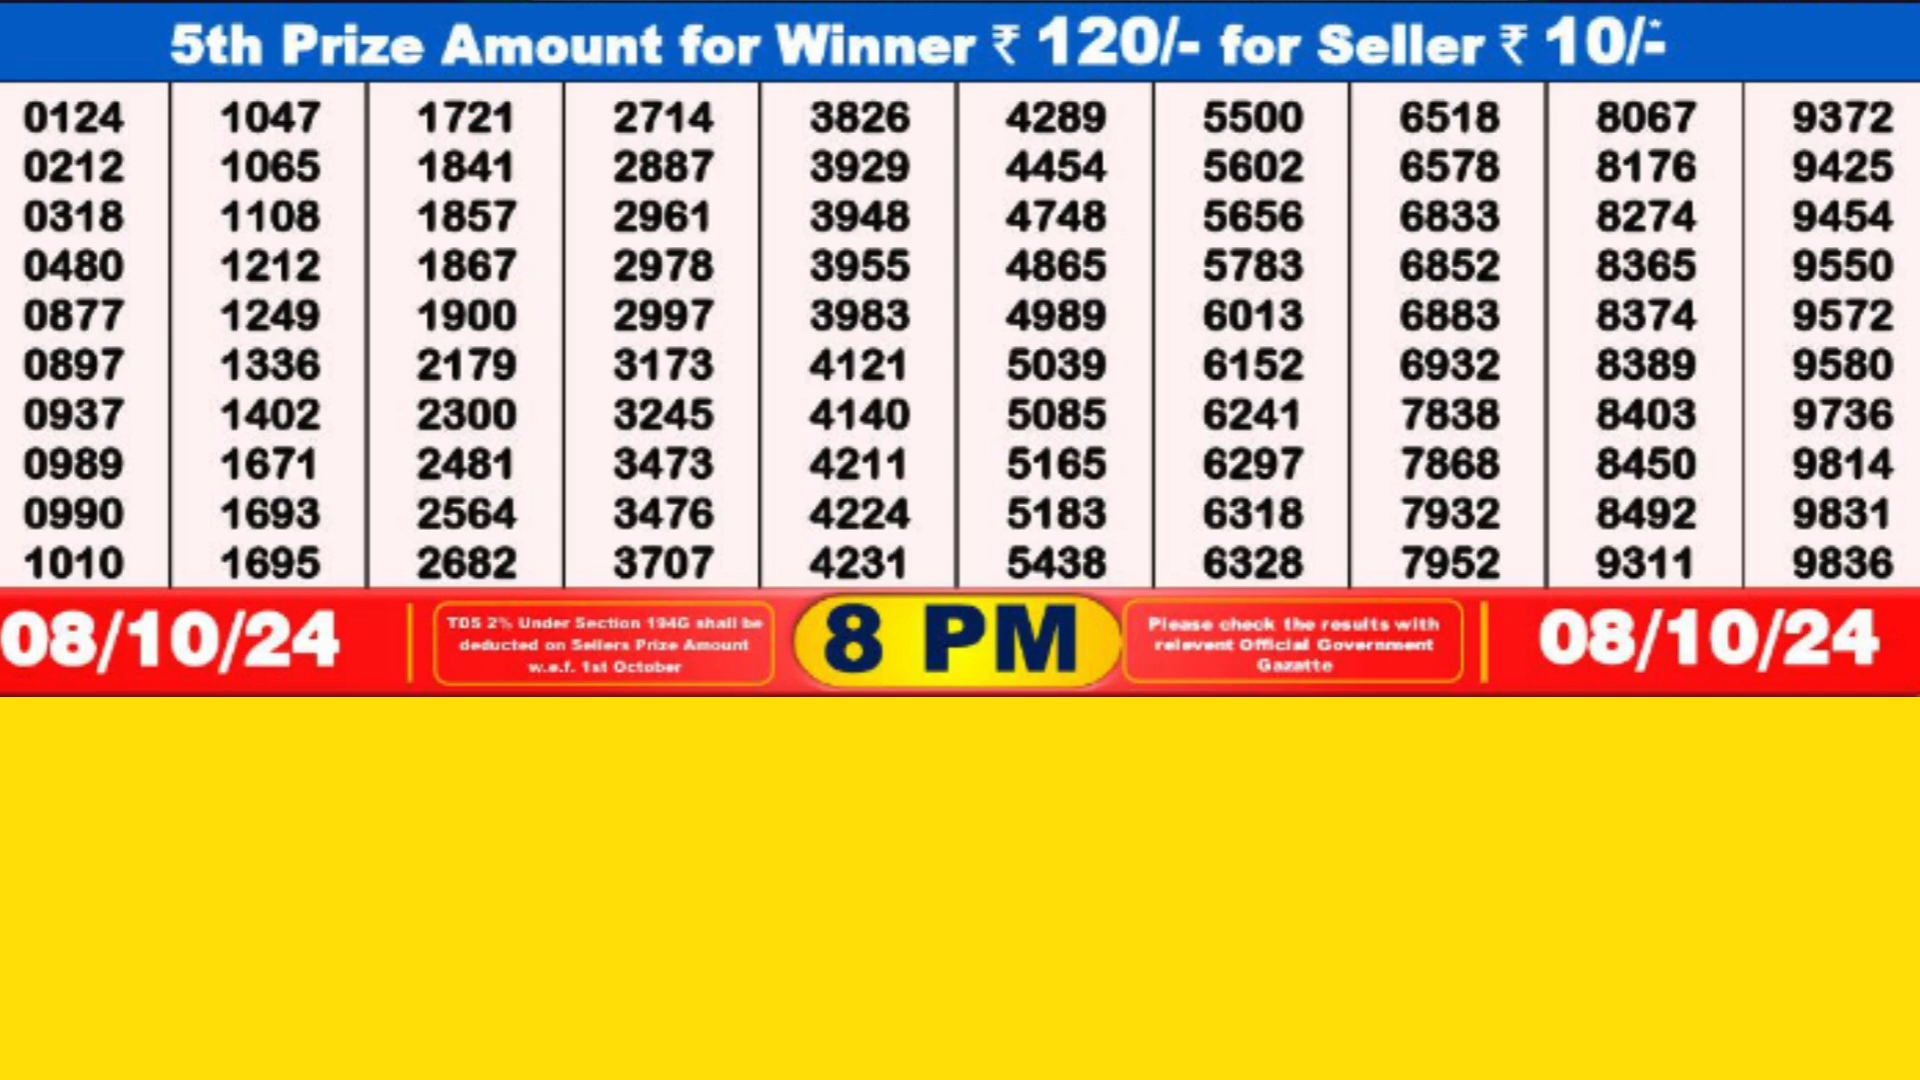 5th Prize Amount for Winner ₹ 120/- for Seller ₹ 10/-*
0124 1047 1721 2714 3826 4289 5500 6518 8067 9372
0212 1065 1841 2887 3929 4454 5602 6578 8176 9425
0318 1108 1857 2961 3948 4748 5656 6833 8274 9454
0480 1212 1867 2978 3955 4865 5783 6852 8365 9550
0877 1249 1900 2997 3983 4989 6013 6883 8374 9572
0897 1336 2179 3173 4121 5039 6152 6932 8389 9580
0937 1402 2300 3245 4140 5085 6241 7838 8403 9736
0989 1671 2481 3473 4211 5165 6297 7868 8450 9814
0990 1693 2564 3476 4224 5183 6318 7932 8492 9831
1010 1695 2682 3707 4231 5438 6328 7952 9311 9836
08/10/24
TDS 2% Under Section 194G shall be
deducted on Sellers Prize Amount
w.e.f. 1st October
8 PM
Please check the results with
relevent Official Government
Gazatte
08/10/24